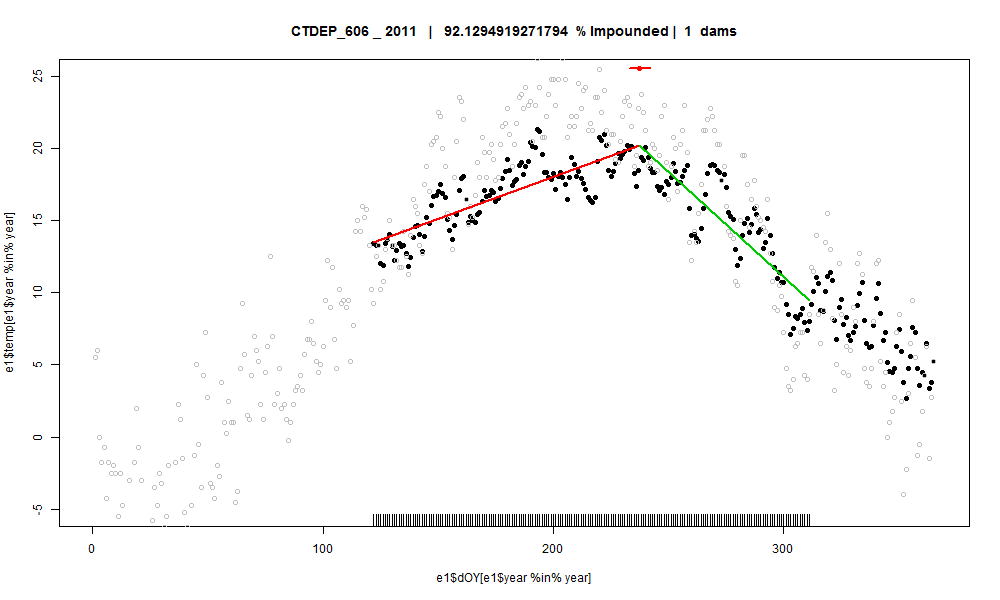 CTDEP_606 _ 2011 | 92.1294919271794 % Impounded | 1 dams
e1$temp[e1$year %in% year]
25
20
15
10
5
0
-5
0 100 200 300
e1$dOY[e1$year %in% year]